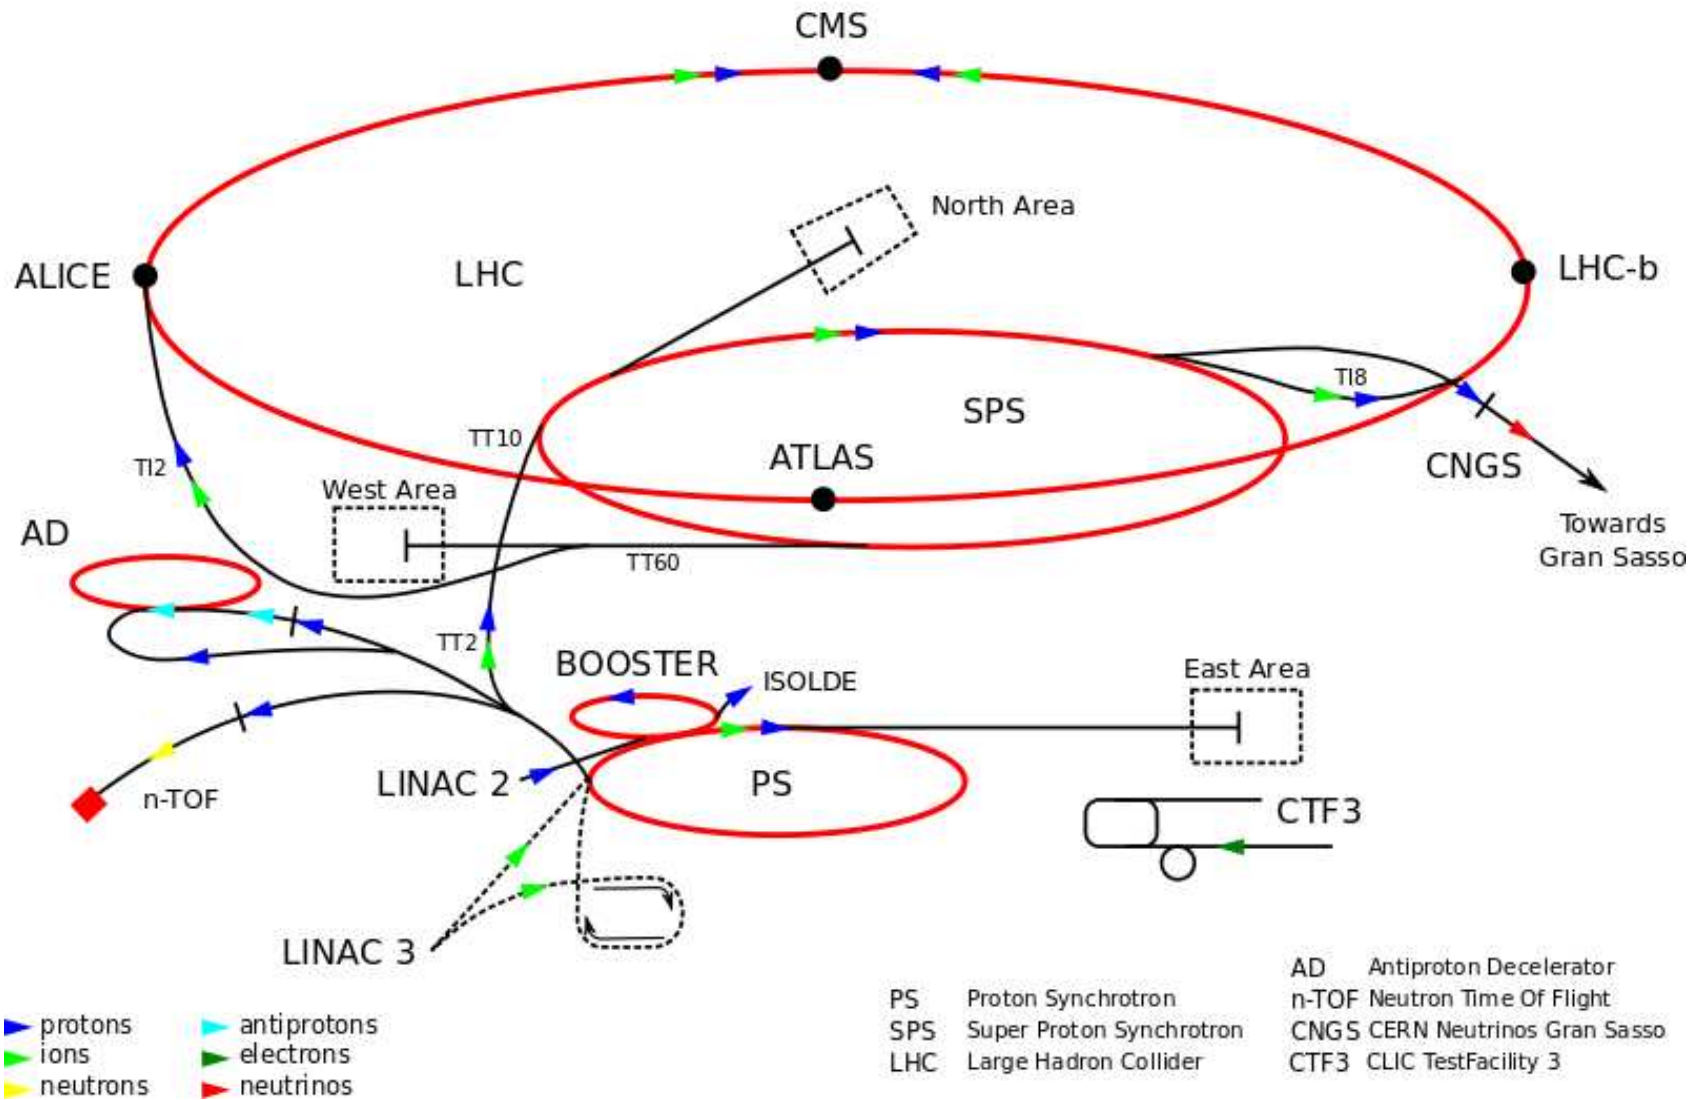 CMS
North Area
ALICE
LHC
LHC-b
TI8
SPS
TT10
ATLAS
CNGS
TI2
West Area
AD
Towards
Gran Sasso
TT60
TT2
BOOSTER
ISOLDE
East Area
LINAC 2
PS
n-TOF
CTF3
LINAC 3
protons
ions
neutrons
antiprotons
electrons
neutrinos
PS Proton Synchrotron
SPS Super Proton Synchrotron
LHC Large Hadron Collider
AD Antiproton Decelerator
n-TOF Neutron Time Of Flight
CNGS CERN Neutrinos Gran Sasso
CTF3 CLIC TestFacility 3